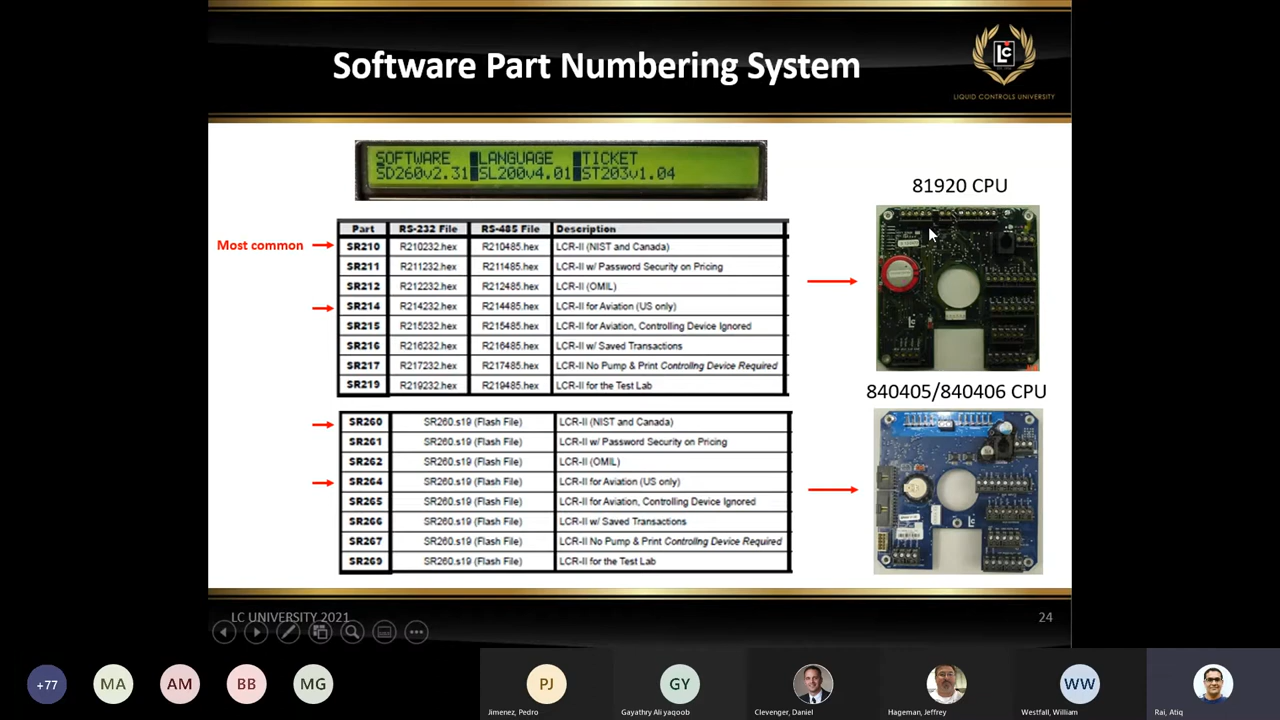 Software Part Numbering System
Lc
LIQUID CONTROLS UNIVERSITY
SOFTWARE LANGUAGE TICKET
SD260v2.31 SL200v4.01 ST203v1.04
Most common
Part RS-232 File RS-485 File Description
SR210 R210232.hex R210485.hex LCR-II (NIST and Canada)
SR211 R211232.hex R211485.hex LCR-II w/ Password Security on Pricing
SR212 R212232.hex R212485.hex LCR-II (OMIL)
SR214 R214232.hex R214485.hex LCR-II for Aviation (US only)
SR215 R215232.hex R215485.hex LCR-II for Aviation, Controlling Device Ignored
SR216 R216232.hex R216485.hex LCR-II w/ Saved Transactions
SR217 R217232.hex R217485.hex LCR-II No Pump & Print Controllng Device Required
SR219 R219232.hex R219485.hex LCR-II for the Test Lab
SR260 SR260.s19 (Flash File) LCR-II (NIST and Canada)
SR261 SR260.s19 (Flash File) LCR-II w/ Password Security on Pricing
SR262 SR260.s19 (Flash File) LCR-II (OMIL)
SR264 SR260.s19 (Flash File) LCR-II for Aviation (US only)
SR265 SR260.s19 (Flash File) LCR-II for Aviation, Controlling Device Ignored
SR266 SR260.s19 (Flash File) LCR-II w/ Saved Transactions
SR267 SR260.s19 (Flash File) LCR-II No Pump & Print Controllng Device Required
SR269 SR260.s19 (Flash File) LCR-II for the Test Lab
81920 CPU
840405/840406 CPU
LC UNIVERSITY 2021
24
+77 MA AM BB MG PJ GY WW
Jimenez, Pedro Gayathry Ali yaqoob Clevenger, Daniel Hageman, Jeffrey Westfall, William Rai, Atiq